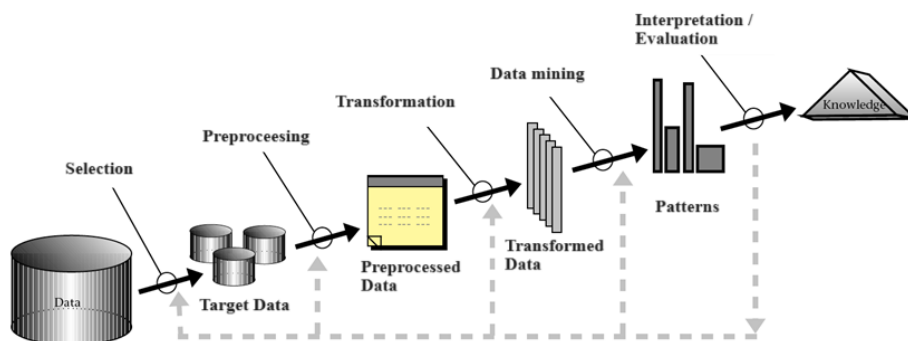 Interpretation /
Evaluation
Data mining
Knowledge
Transformation
Preproceesing
Selection
Patterns
Transformed
Data
Preprocessed
Data
Target Data
Data